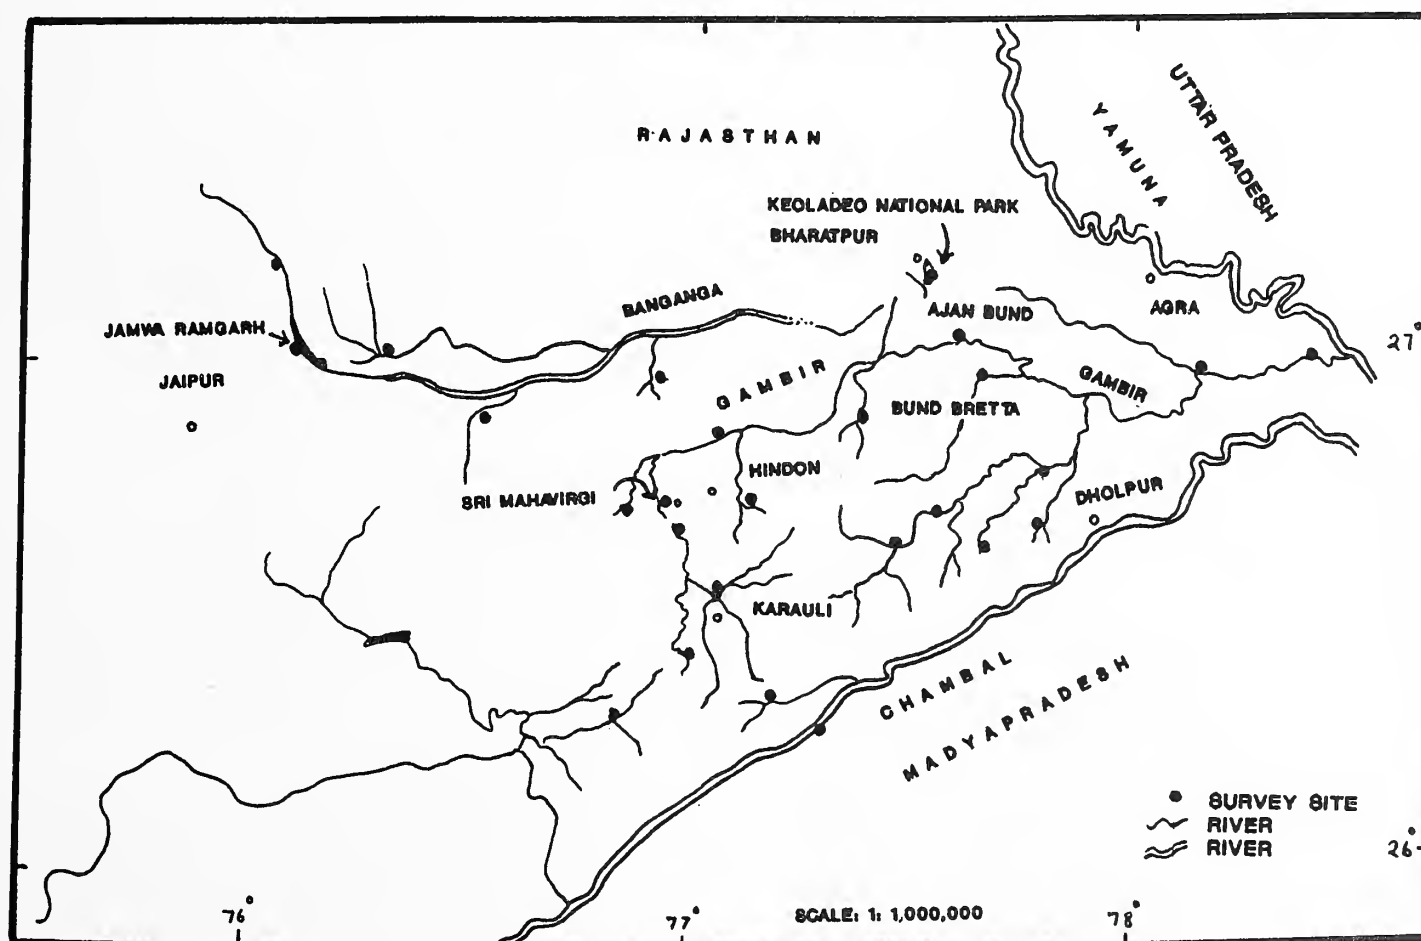 RAJASTHAN
UTTAR PRADESH
YAMUNA
KEOLADEO NATIONAL PARK
BHARATPUR
BANGANGA
AJAN BUND
AGRA
JAMWA RAMGARH
27°
JAIPUR
GAMBIR
GAMBIR
BUND BRETTA
HINDON
SRI MAHAVIRGI
DHOLPUR
KARAULI
CHAMBAL
MADYAPRADESH
SURVEY SITE
RIVER
RIVER
26°
76°
77°
SCALE: 1: 1,000,000
78°